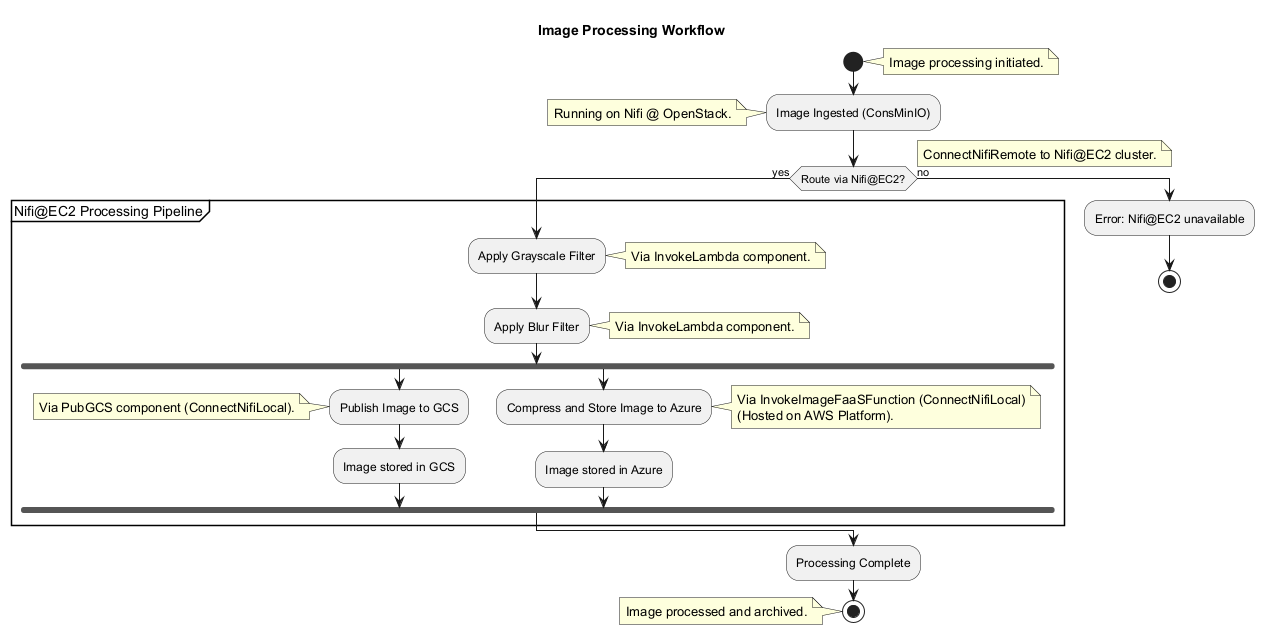 Image Processing Workflow
Image processing initiated.
Running on Nifi @ OpenStack.
Image Ingested (ConsMinIO)
ConnectNifiRemote to Nifi@EC2 cluster.
yes
Route via Nifi@EC2?
no
Nifi@EC2 Processing Pipeline
Error: Nifi@EC2 unavailable
Apply Grayscale Filter
Via InvokeLambda component.
Apply Blur Filter
Via InvokeLambda component.
Via PubGCS component (ConnectNifiLocal).
Publish Image to GCS
Compress and Store Image to Azure
Via InvokeImageFaaSFunction (ConnectNifiLocal)
(Hosted on AWS Platform).
Image stored in GCS
Image stored in Azure
Processing Complete
Image processed and archived.